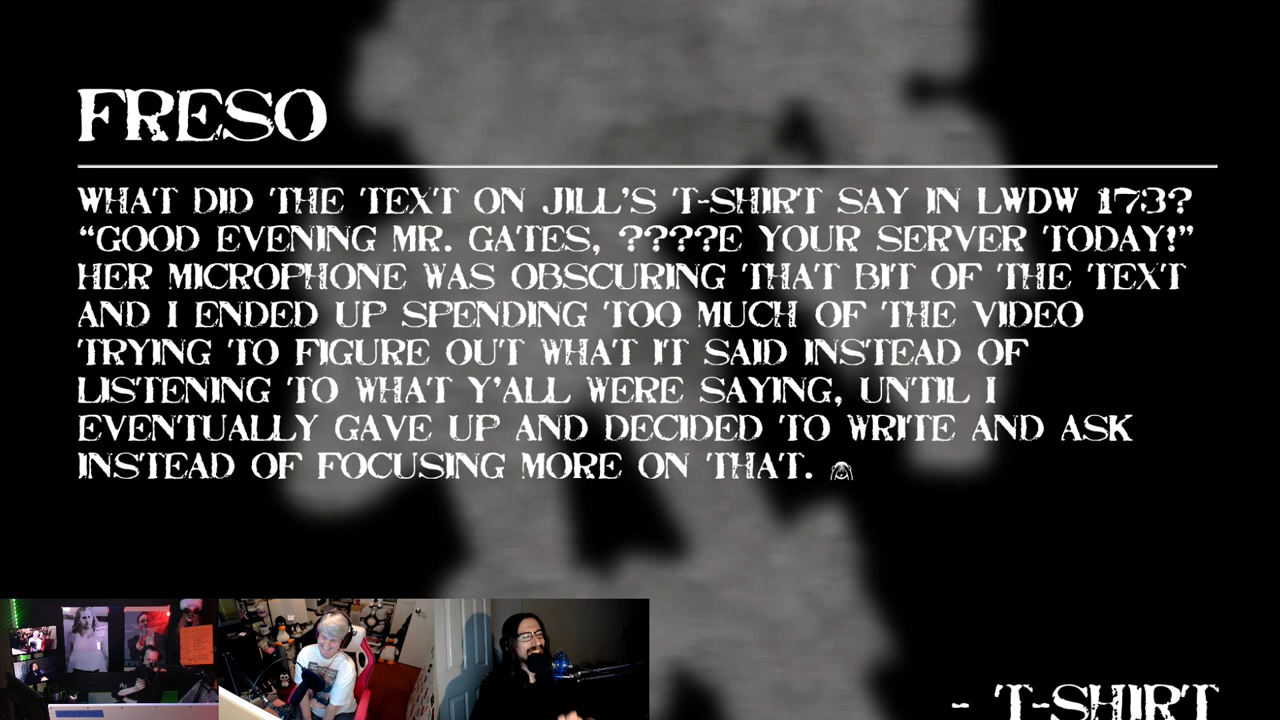 FRESO
WHAT DID THE TEXT ON JILL'S T-SHIRT SAY IN LWDW 173?
“GOOD EVENING MR. GATES, ????E YOUR SERVER TODAY!”
HER MICROPHONE WAS OBSCURING THAT BIT OF THE TEXT
AND I ENDED UP SPENDING TOO MUCH OF THE VIDEO
TRYING TO FIGURE OUT WHAT IT SAID INSTEAD OF
LISTENING TO WHAT Y'ALL WERE SAYING, UNTIL I
EVENTUALLY GAVE UP AND DECIDED TO WRITE AND ASK
INSTEAD OF FOCUSING MORE ON THAT.
- T-SHIRT